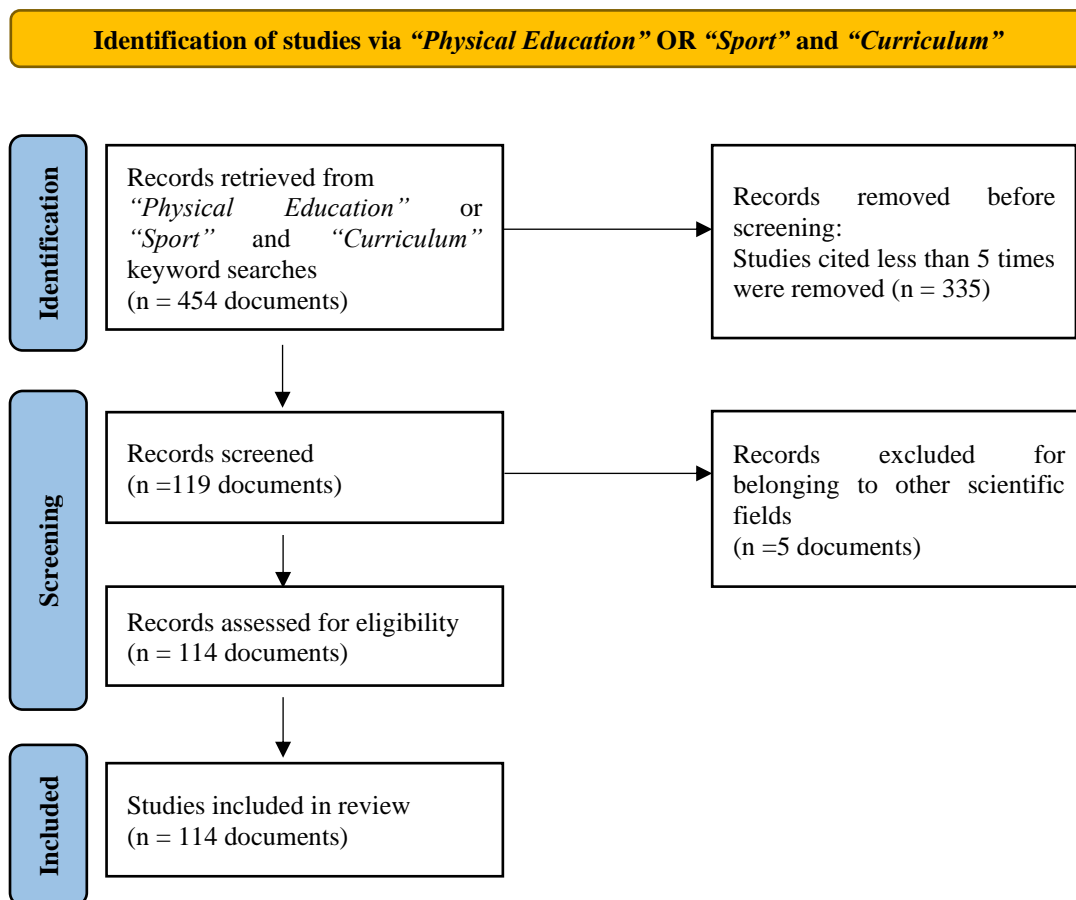 Identification of studies via “Physical Education” OR “Sport” and “Curriculum”
Identification
Records retrieved from
“Physical Education” or
“Sport” and “Curriculum”
keyword searches
(n = 454 documents)
Records removed before
screening:
Studies cited less than 5 times
were removed (n = 335)
Screening
Records screened
(n =119 documents)
Records excluded for
belonging to other scientific
fields
(n =5 documents)
Records assessed for eligibility
(n = 114 documents)
Included
Studies included in review
(n = 114 documents)